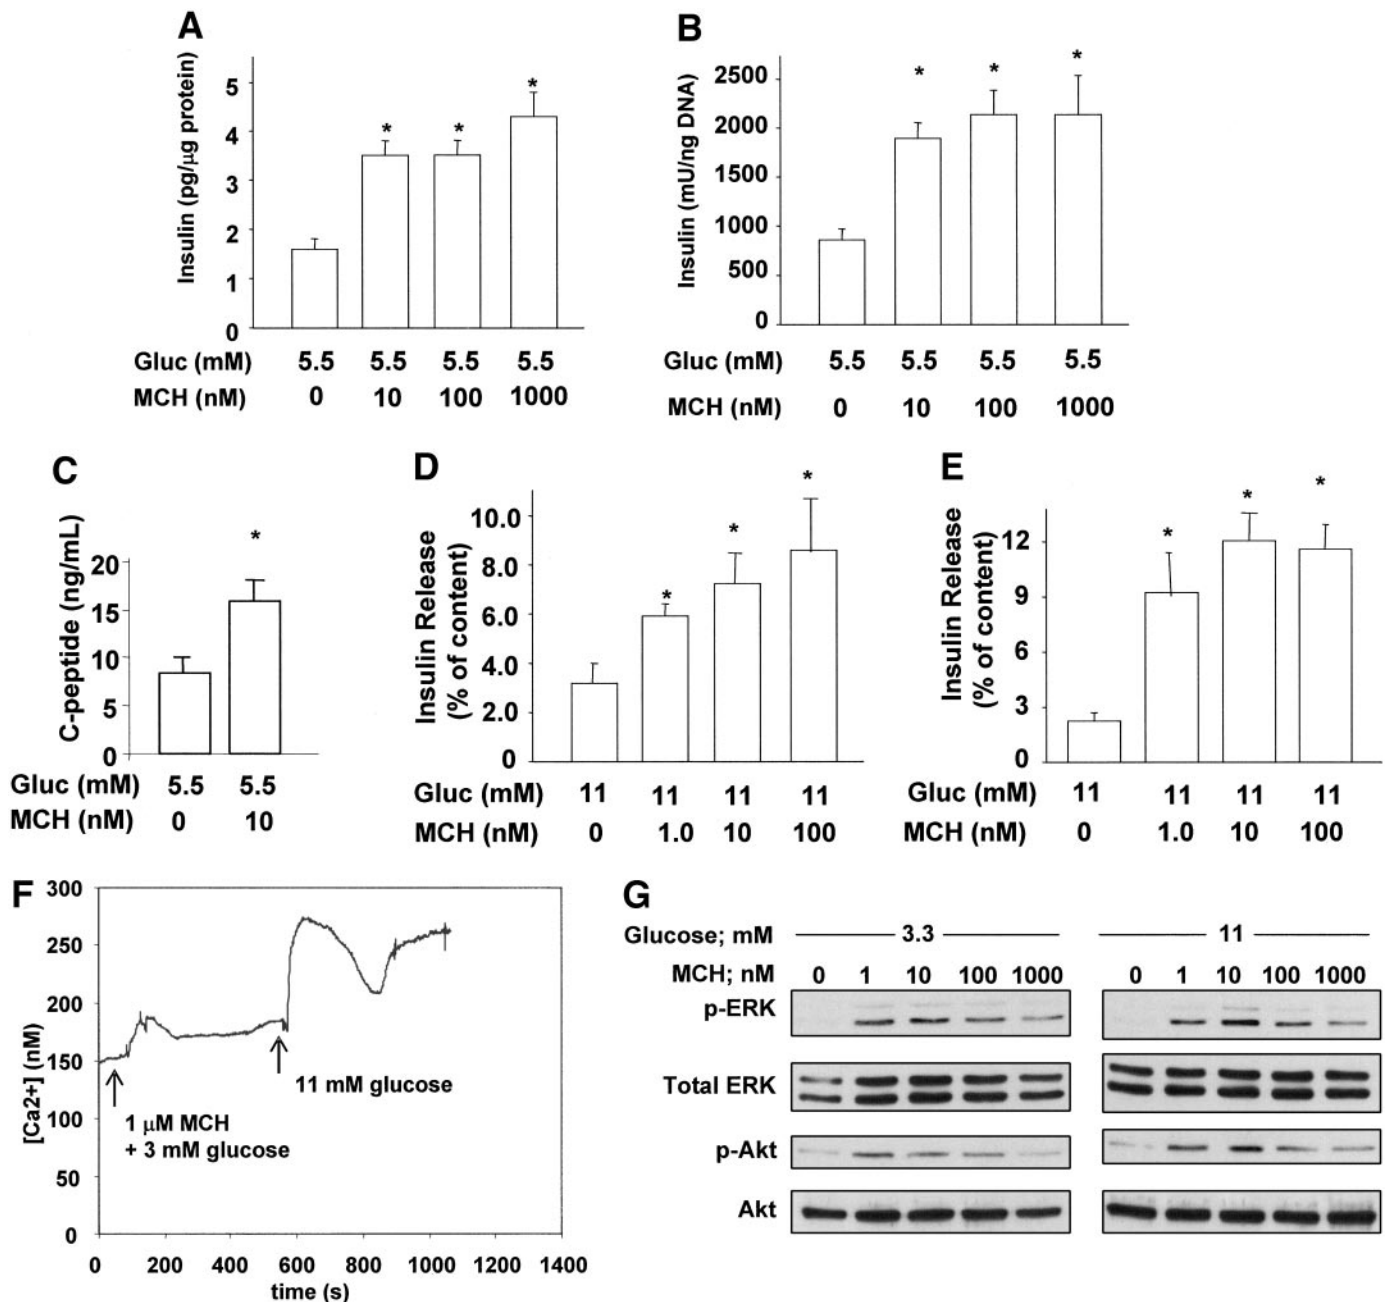 A
Insulin (pg/µg protein)
5
4
3
2
1
0
* * *
Gluc (mM) 5.5 5.5 5.5 5.5
MCH (nM) 0 10 100 1000
B
Insulin (mU/ng DNA)
2500
2000
1500
1000
500
0
* * *
Gluc (mM) 5.5 5.5 5.5 5.5
MCH (nM) 0 10 100 1000
C
C-peptide (ng/mL)
20
15
10
5
0
*
Gluc (mM) 5.5 5.5
MCH (nM) 0 10
D
Insulin Release
(% of content)
10.0
8.0
6.0
4.0
2.0
0
* * *
Gluc (mM) 11 11 11 11
MCH (nM) 0 1.0 10 100
E
Insulin Release
(% of content)
12
9
6
3
0
* * *
Gluc (mM) 11 11 11 11
MCH (nM) 0 1.0 10 100
F
[Ca2+] (nM)
300
250
200
150
100
50
0
1 µM MCH
+ 3 mM glucose
11 mM glucose
0 200 400 600 800 1000 1200 1400
time (s)
G
Glucose; mM 3.3 11
MCH; nM 0 1 10 100 1000 0 1 10 100 1000
p-ERK
Total ERK
p-Akt
Akt